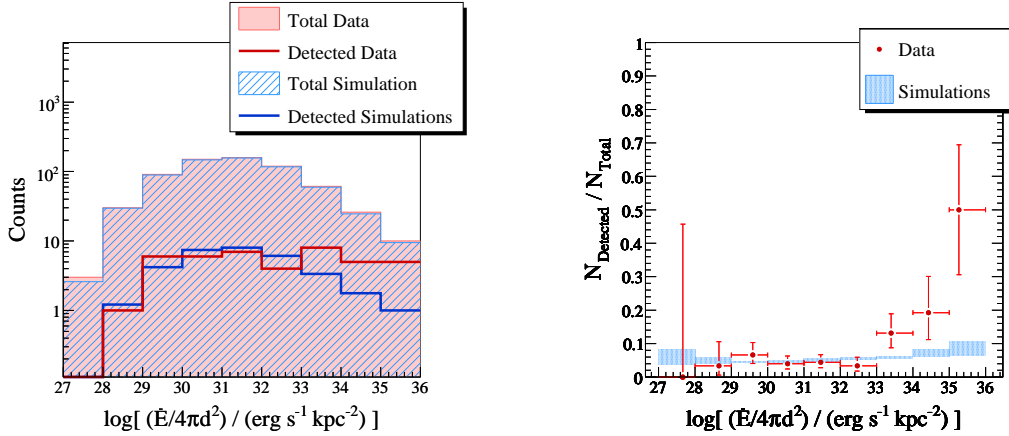 Total Data
Detected Data
Total Simulation
Detected Simulations
Counts
10³
10²
10
1
27 28 29 30 31 32 33 34 35 36
log[ (Ė/4πd²) / (erg s⁻¹ kpc⁻²) ]
Data
Simulations
N_Detected / N_Total
1
0.9
0.8
0.7
0.6
0.5
0.4
0.3
0.2
0.1
0
27 28 29 30 31 32 33 34 35 36
log[ (Ė/4πd²) / (erg s⁻¹ kpc⁻²) ]